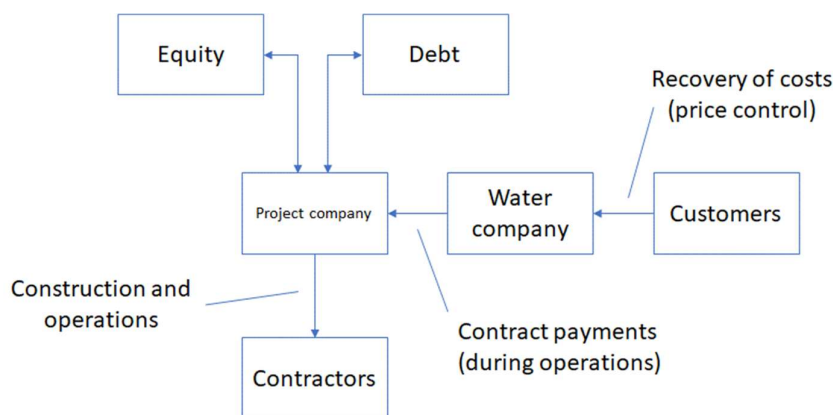 Equity
Debt
Recovery of costs
(price control)
Project company
Water
company
Customers
Construction and
operations
Contract payments
(during operations)
Contractors